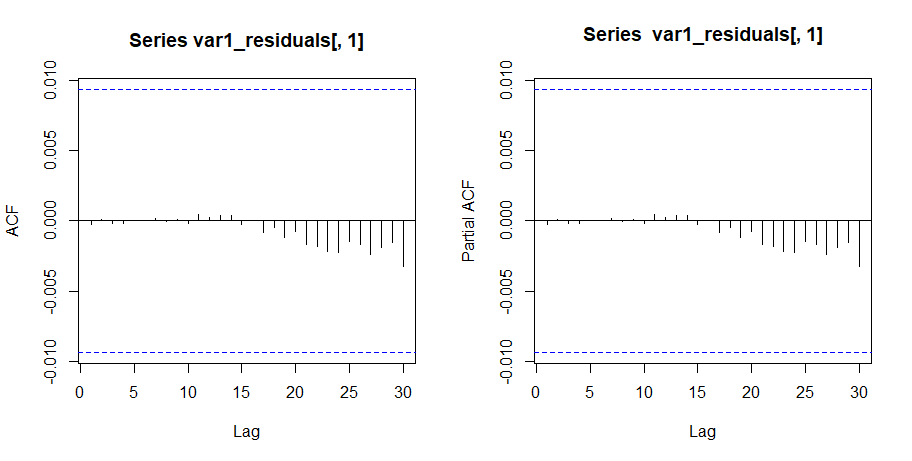 Series var1_residuals[, 1]
ACF
0.010
0.005
0.000
-0.005
-0.010
0 5 10 15 20 25 30
Lag
Series  var1_residuals[, 1]
Partial ACF
0.010
0.005
0.000
-0.005
-0.010
0 5 10 15 20 25 30
Lag